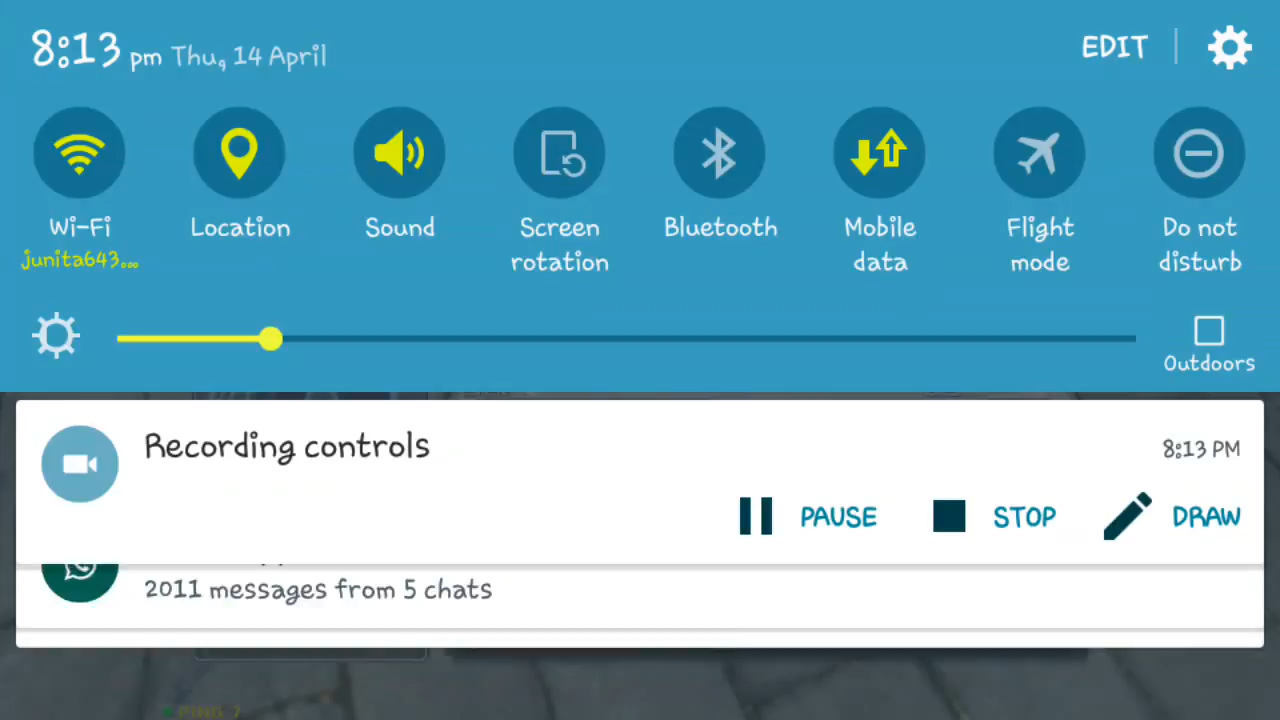 8:13 pm Thu, 14 April
EDIT
Wi-Fi
junita643...
Location
Sound
Screen
rotation
Bluetooth
Mobile
data
Flight
mode
Do not
disturb
Outdoors
Recording controls
8:13 PM
PAUSE
STOP
DRAW
2011 messages from 5 chats